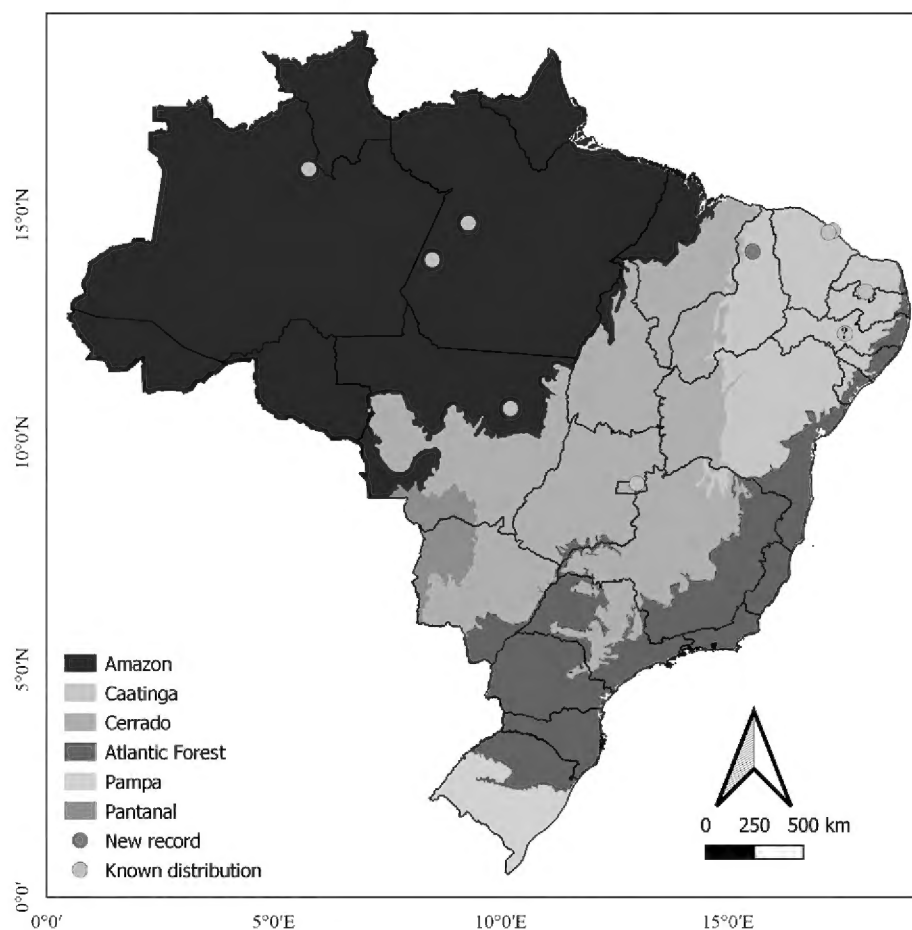 15°0'N
10°0'N
5°0'N
0°0'
?
Amazon
Caatinga
Cerrado
Atlantic Forest
Pampa
Pantanal
New record
Known distribution
0 250 500 km
0°0' 5°0'E 10°0'E 15°0'E